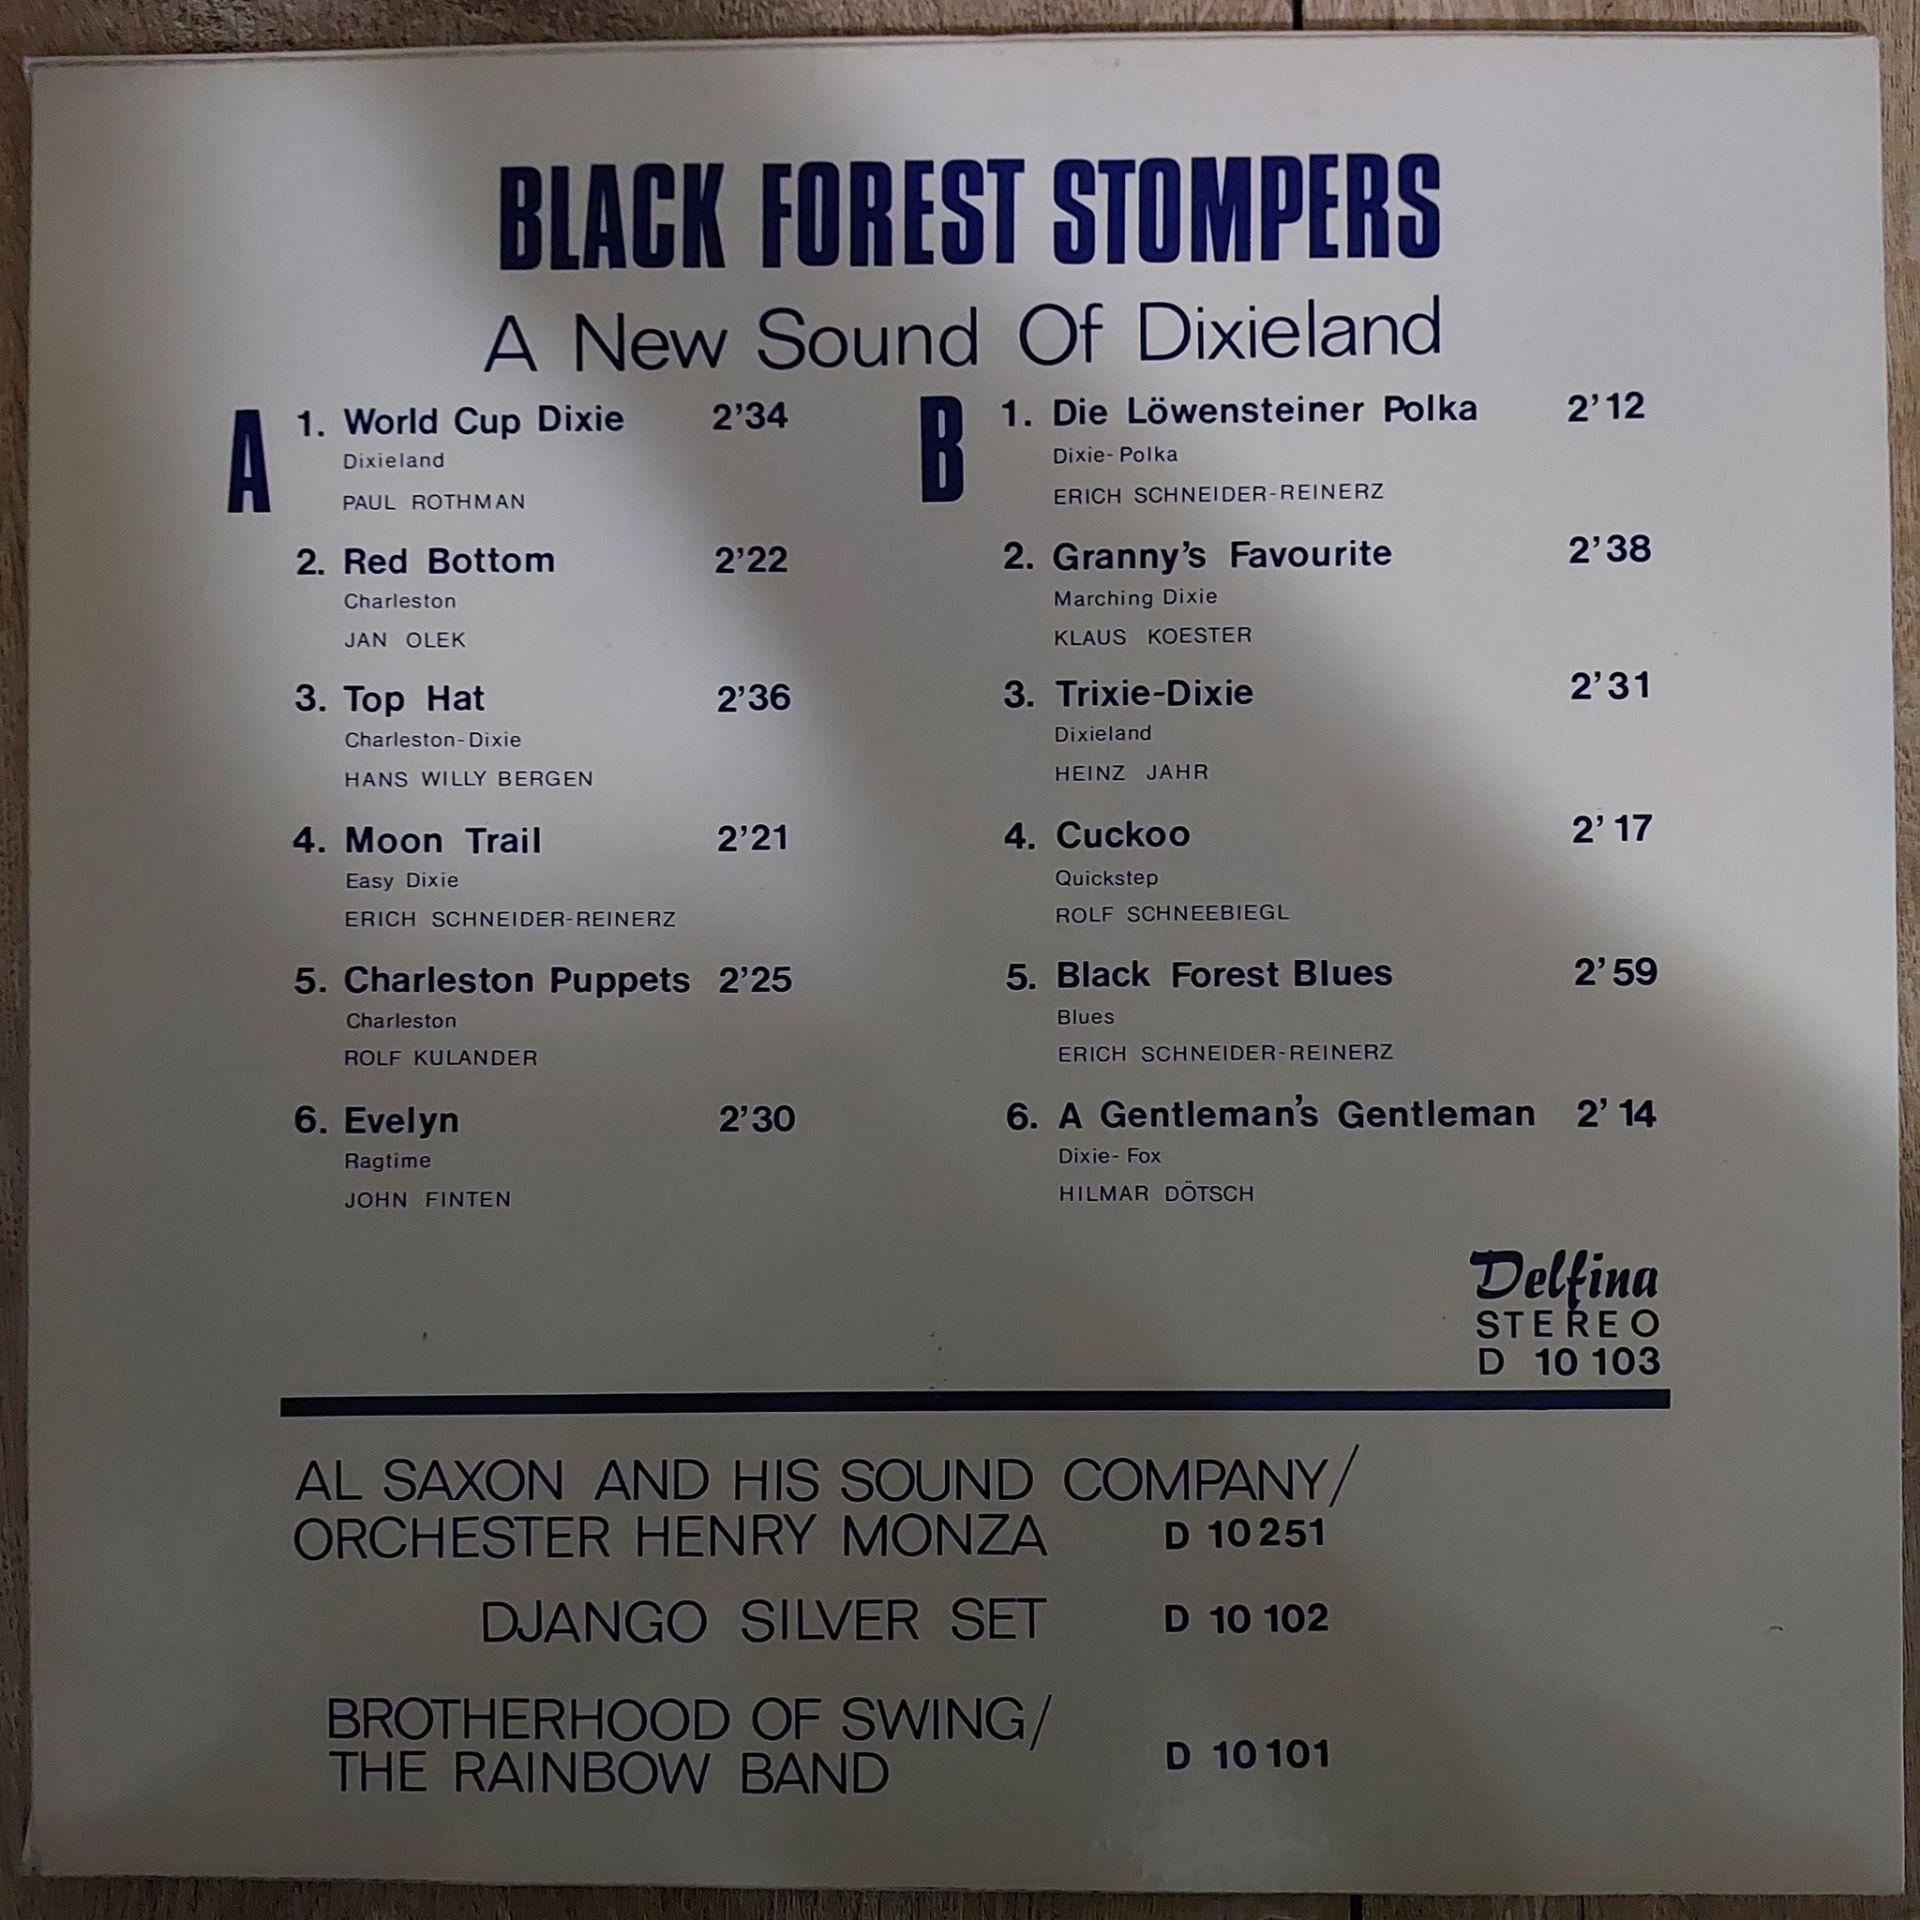 BLACK FOREST STOMPERS
A New Sound Of Dixieland
A
1. World Cup Dixie 2'34
Dixieland
PAUL ROTHMAN
2. Red Bottom 2'22
Charleston
JAN OLEK
3. Top Hat 2'36
Charleston-Dixie
HANS WILLY BERGEN
4. Moon Trail 2'21
Easy Dixie
ERICH SCHNEIDER-REINERZ
5. Charleston Puppets 2'25
Charleston
ROLF KULANDER
6. Evelyn 2'30
Ragtime
JOHN FINTEN
B
1. Die Löwensteiner Polka 2'12
Dixie-Polka
ERICH SCHNEIDER-REINERZ
2. Granny's Favourite 2'38
Marching Dixie
KLAUS KOESTER
3. Trixie-Dixie 2'31
Dixieland
HEINZ JAHR
4. Cuckoo 2'17
Quickstep
ROLF SCHNEEBIEGL
5. Black Forest Blues 2'59
Blues
ERICH SCHNEIDER-REINERZ
6. A Gentleman's Gentleman 2'14
Dixie-Fox
HILMAR DÖTSCH
Delfina
STEREO
D 10 103
AL SAXON AND HIS SOUND COMPANY/
ORCHESTER HENRY MONZA D 10 251
DJANGO SILVER SET D 10 102
BROTHERHOOD OF SWING/
THE RAINBOW BAND D 10 101